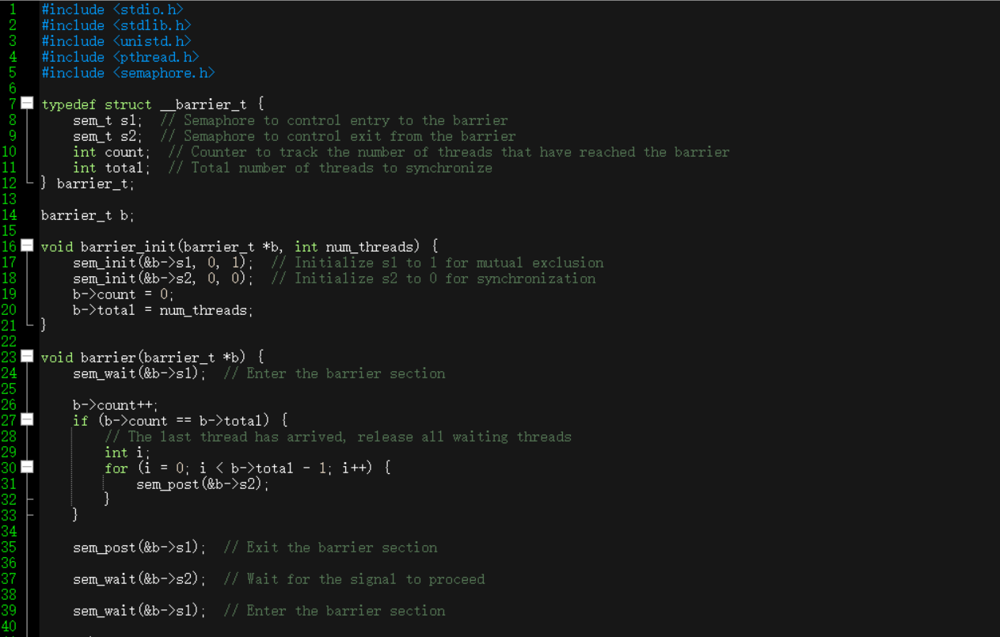 1 #include <stdio.h>
2 #include <stdlib.h>
3 #include <unistd.h>
4 #include <pthread.h>
5 #include <semaphore.h>
6
7 typedef struct __barrier_t {
8     sem_t s1;  // Semaphore to control entry to the barrier
9     sem_t s2;  // Semaphore to control exit from the barrier
10     int count;  // Counter to track the number of threads that have reached the barrier
11     int total;  // Total number of threads to synchronize
12 } barrier_t;
13
14 barrier_t b;
15
16 void barrier_init(barrier_t *b, int num_threads) {
17     sem_init(&b->s1, 0, 1);  // Initialize s1 to 1 for mutual exclusion
18     sem_init(&b->s2, 0, 0);  // Initialize s2 to 0 for synchronization
19     b->count = 0;
20     b->total = num_threads;
21 }
22
23 void barrier(barrier_t *b) {
24     sem_wait(&b->s1);  // Enter the barrier section
25
26     b->count++;
27     if (b->count == b->total) {
28         // The last thread has arrived, release all waiting threads
29         int i;
30         for (i = 0; i < b->total - 1; i++) {
31             sem_post(&b->s2);
32         }
33     }
34
35     sem_post(&b->s1);  // Exit the barrier section
36
37     sem_wait(&b->s2);  // Wait for the signal to proceed
38
39     sem_wait(&b->s1);  // Enter the barrier section
40